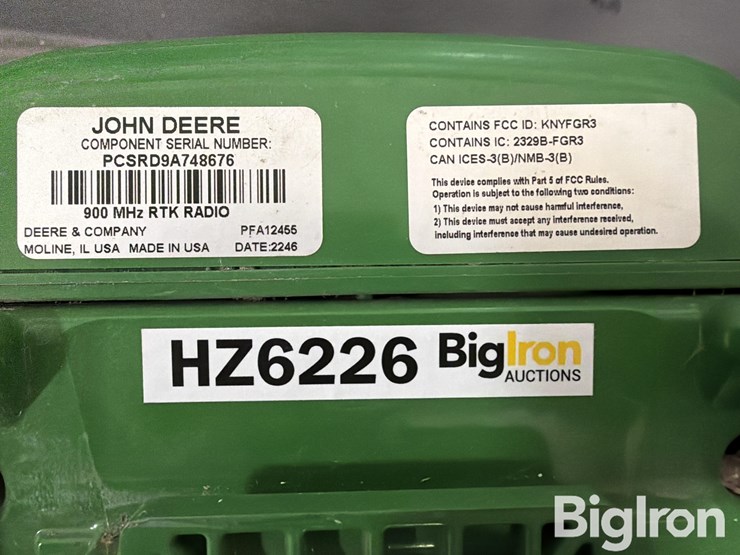 JOHN DEERE
COMPONENT SERIAL NUMBER:
PCSRD9A748676
900 MHz RTK RADIO
DEERE & COMPANY PFA12455
MOLINE, IL USA MADE IN USA DATE:2246
CONTAINS FCC ID: KNYFGR3
CONTAINS IC: 2329B-FGR3
CAN ICES-3(B)/NMB-3(B)
This device complies with Part 5 of FCC Rules.
Operation is subject to the following two conditions:
1) This device may not cause harmful interference,
2) This device must accept any interference received,
including interference that may cause undesired operation.
HZ6226 BigIron
AUCTIONS
BigIron